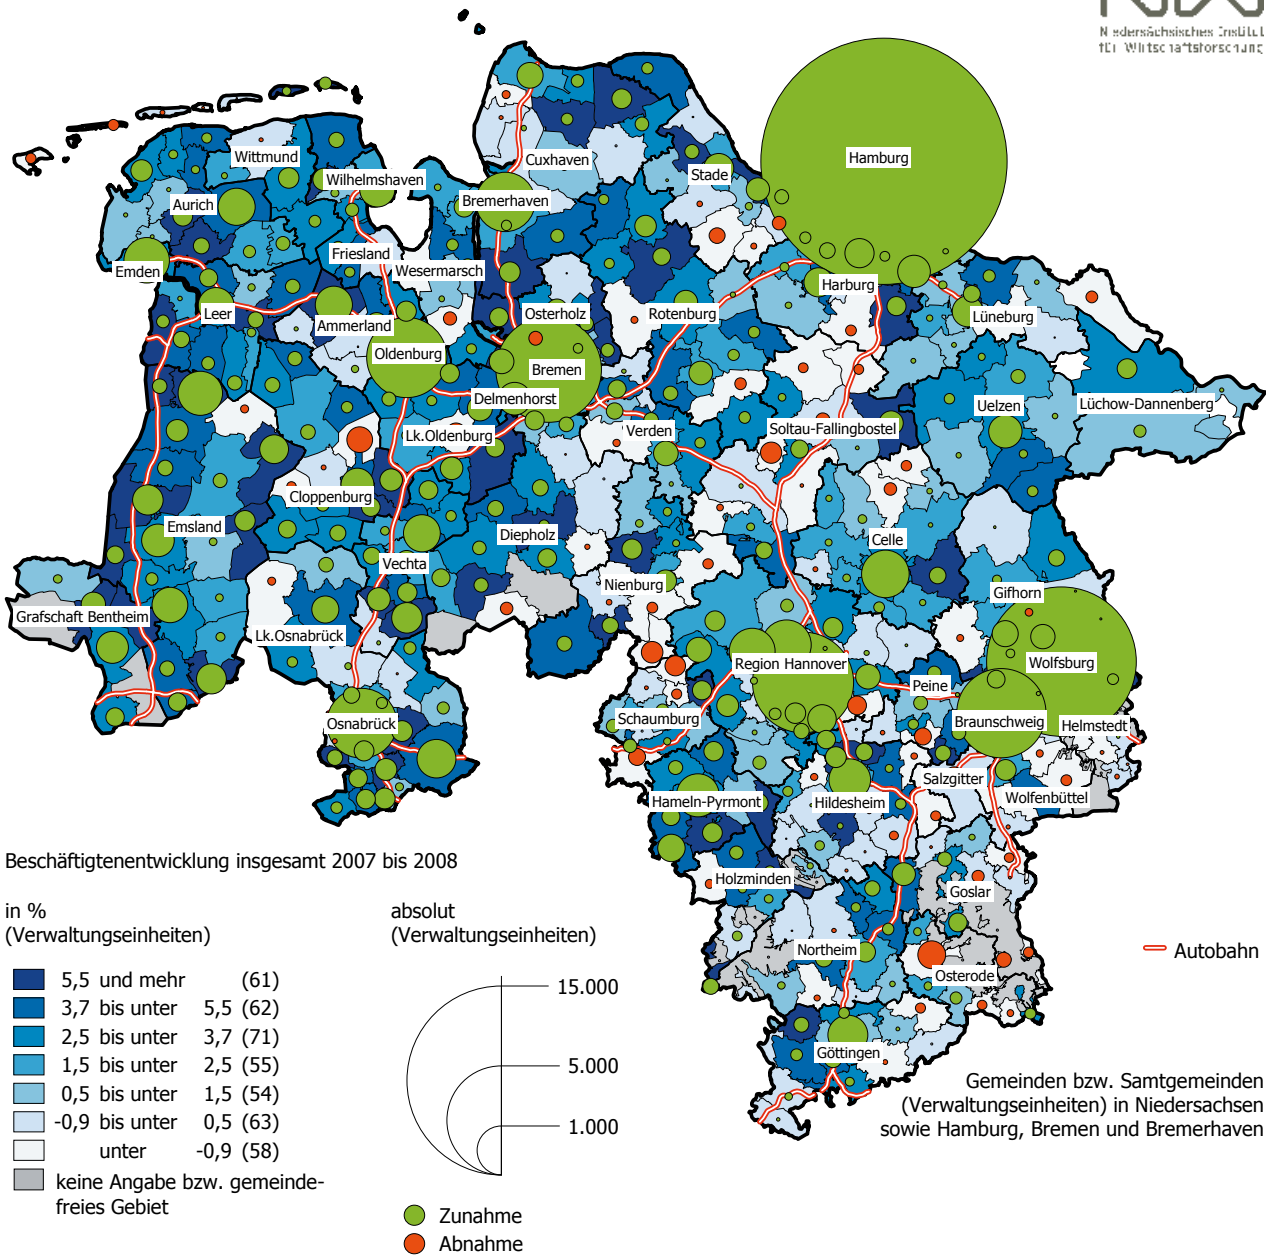 Niedersächsisches Institut
für Wirtschaftsforschung
Hamburg
Cuxhaven
Wittmund
Stade
Wilhelmshaven
Bremerhaven
Aurich
Friesland
Wesermarsch
Emden
Harburg
Leer
Osterholz
Rotenburg
Lüneburg
Ammerland
Oldenburg
Bremen
Delmenhorst
Uelzen
Lüchow-Dannenberg
Lk.Oldenburg
Verden
Soltau-Fallingbostel
Cloppenburg
Emsland
Diepholz
Celle
Vechta
Nienburg
Gifhorn
Grafschaft Bentheim
Lk.Osnabrück
Region Hannover
Wolfsburg
Peine
Osnabrück
Schaumburg
Braunschweig
Helmstedt
Salzgitter
Hameln-Pyrmont
Hildesheim
Wolfenbüttel
Holzminden
Goslar
Northeim
Osterode
Göttingen
Beschäftigtenentwicklung insgesamt 2007 bis 2008
in %
(Verwaltungseinheiten)
5,5 und mehr (61)
3,7 bis unter 5,5 (62)
2,5 bis unter 3,7 (71)
1,5 bis unter 2,5 (55)
0,5 bis unter 1,5 (54)
-0,9 bis unter 0,5 (63)
unter -0,9 (58)
keine Angabe bzw. gemeinde-
freies Gebiet
absolut
(Verwaltungseinheiten)
15.000
5.000
1.000
Zunahme
Abnahme
Autobahn
Gemeinden bzw. Samtgemeinden
(Verwaltungseinheiten) in Niedersachsen
sowie Hamburg, Bremen und Bremerhaven